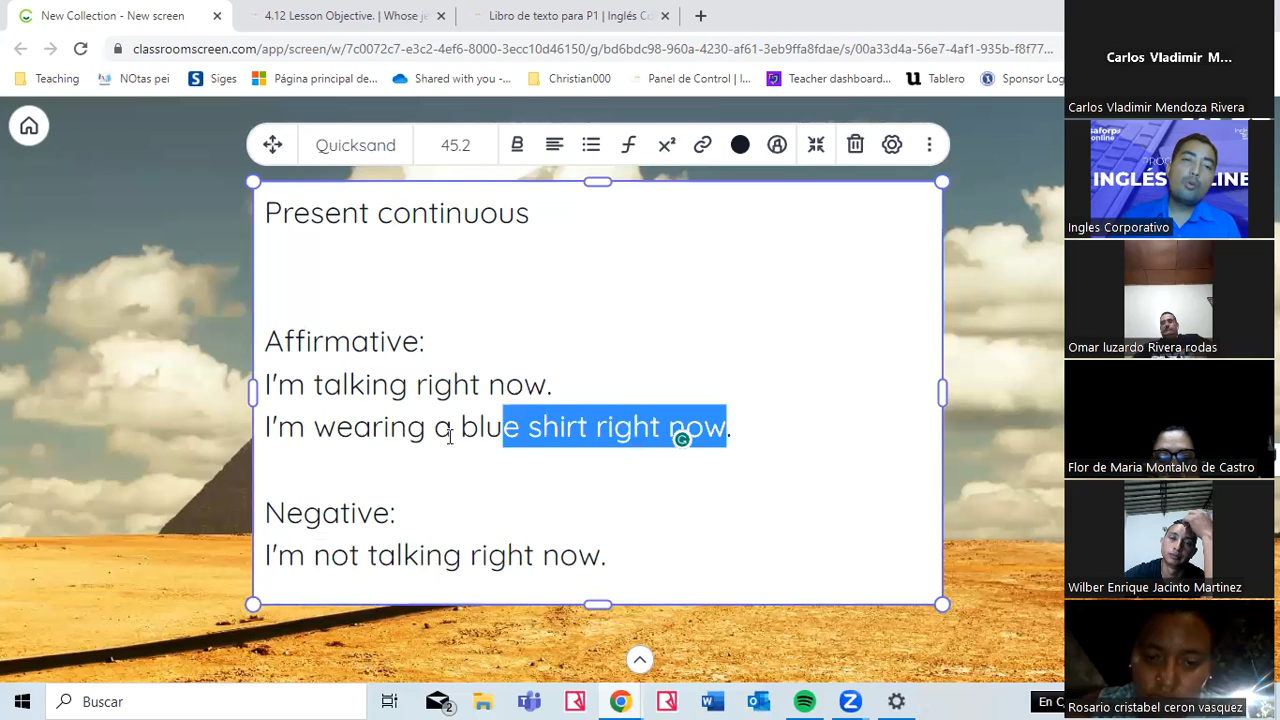 New Collection - New screen
4.12 Lesson Objective. | Whose je
Libro de texto para P1 | Inglés Co
classroomscreen.com/app/screen/w/7c0072c7-e3c2-4ef6-8000-3ecc10d46150/g/bd6bdc98-960a-4230-af61-3eb9ffa8fdae/s/00a33d4a-56e7-4af1-935b-f8f77...
Teaching
NOtas pei
Siges
Página principal de...
Shared with you -...
Christian000
Panel de Control | I...
Teacher dashboard...
Tablero
Sponsor Log
Quicksand
45.2
Present continuous
Affirmative:
I'm talking right now.
I'm wearing a blue shirt right now.
Negative:
I'm not talking right now.
Carlos Vladimir M...
Carlos Vladimir Mendoza Rivera
INGLÉS
LINE
Ingles Corporativo
Omar luzardo Rivera rodas
Flor de Maria Montalvo de Castro
Wilber Enrique Jacinto Martinez
Rosario cristabel ceron vasquez
Buscar
2